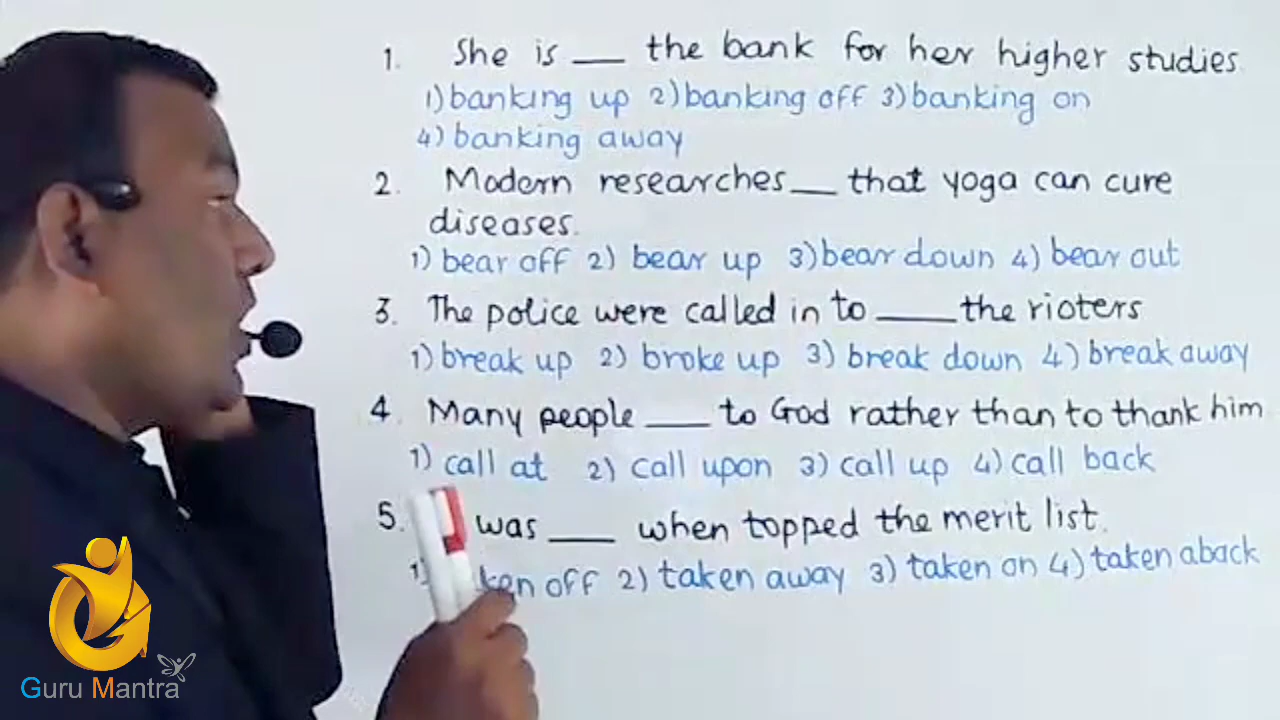 1. She is ___ the bank for her higher studies.
1) banking up 2) banking off 3) banking on
4) banking away
2. Modern researches ___ that yoga can cure
diseases.
1) bear off 2) bear up 3) bear down 4) bear out
3. The police were called in to ____ the rioters
1) break up 2) broke up 3) break down 4) break away
4. Many people ___ to God rather than to thank him
1) call at 2) call upon 3) call up 4) call back
5. was ___ when topped the merit list.
1) off 2) taken away 3) taken on 4) taken aback
Guru Mantra